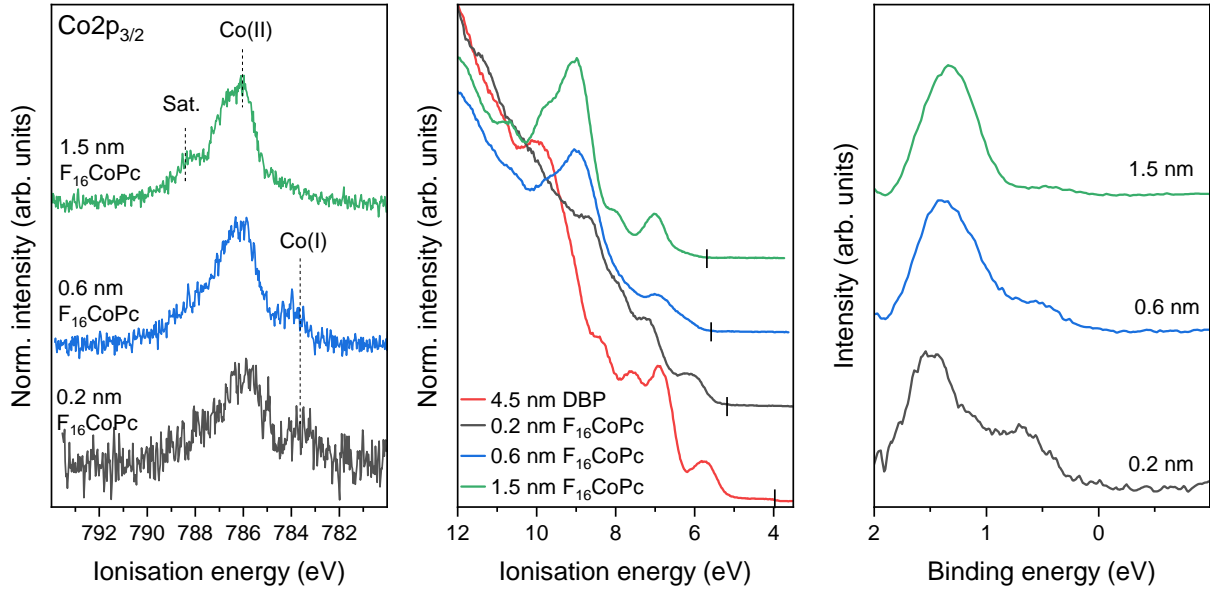 Co2p3/2
Co(II)
Sat.
1.5 nm
F16CoPc
Co(I)
0.6 nm
F16CoPc
0.2 nm
F16CoPc
Norm. intensity (arb. units)
792 790 788 786 784 782
Ionisation energy (eV)
Norm. intensity (arb. units)
4.5 nm DBP
0.2 nm F16CoPc
0.6 nm F16CoPc
1.5 nm F16CoPc
12 10 8 6 4
Ionisation energy (eV)
Intensity (arb. units)
1.5 nm
0.6 nm
0.2 nm
2 1 0
Binding energy (eV)